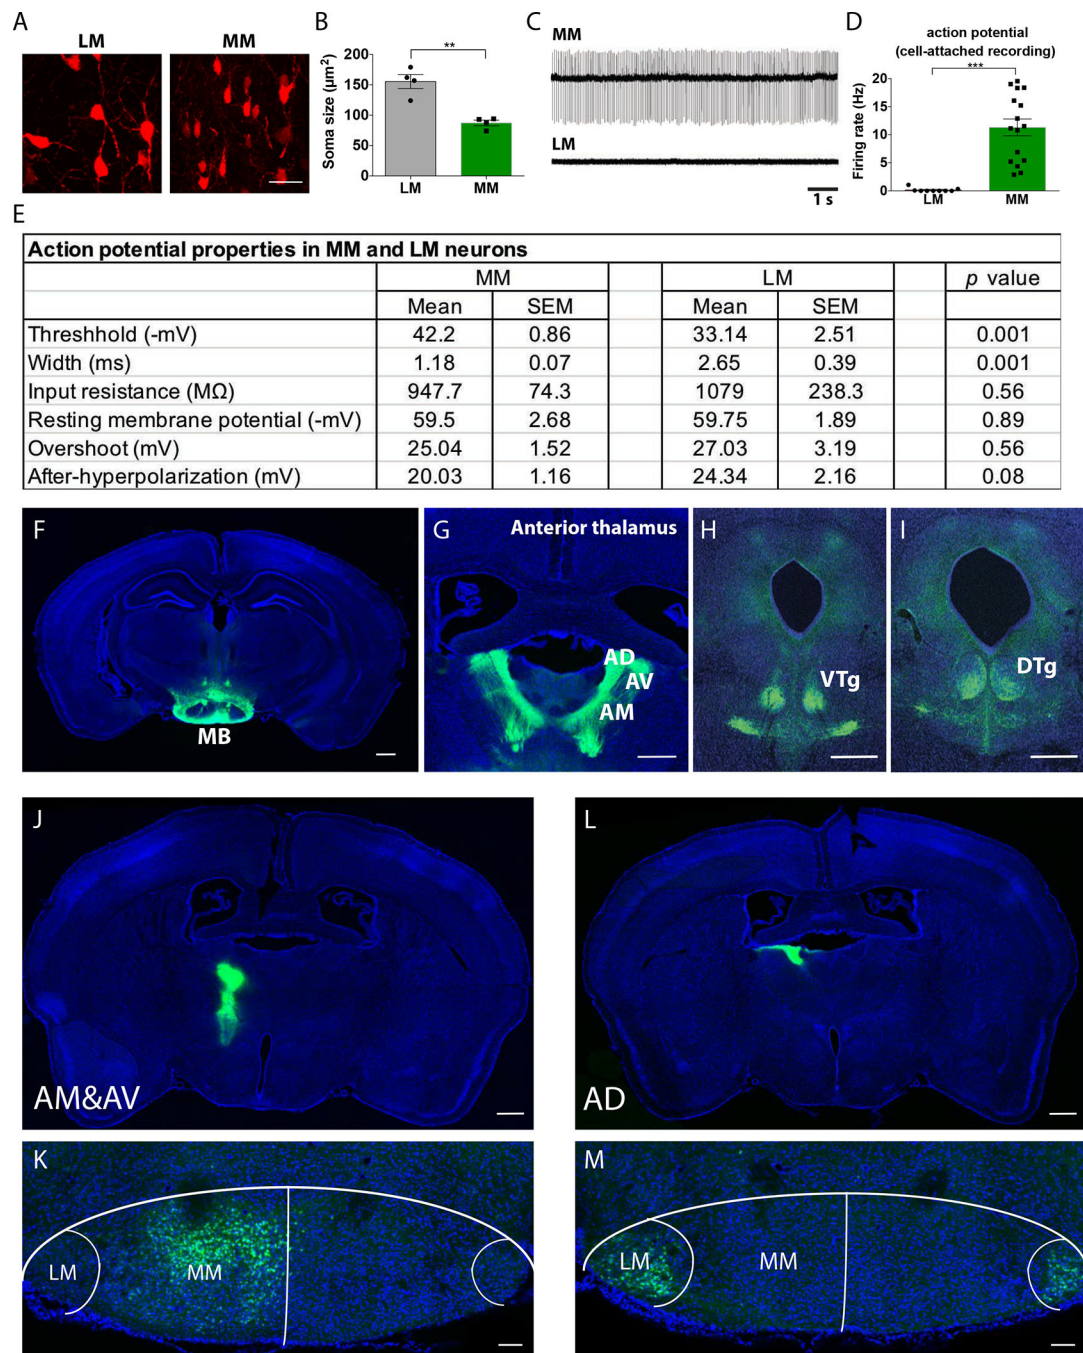 A
LM
MM
B
Soma size (µm²)
200
150
100
50
0
**
LM
MM
C
MM
LM
1 s
D
action potential
(cell-attached recording)
***
Firing rate (Hz)
20
15
10
5
0
LM
MM
E
Action potential properties in MM and LM neurons
MM LM p value
Mean SEM Mean SEM
Threshhold (-mV) 42.2 0.86 33.14 2.51 0.001
Width (ms) 1.18 0.07 2.65 0.39 0.001
Input resistance (MΩ) 947.7 74.3 1079 238.3 0.56
Resting membrane potential (-mV) 59.5 2.68 59.75 1.89 0.89
Overshoot (mV) 25.04 1.52 27.03 3.19 0.56
After-hyperpolarization (mV) 20.03 1.16 24.34 2.16 0.08
F
MB
G
Anterior thalamus
AD
AV
AM
H
VTg
I
DTg
J
AM&AV
L
AD
K
LM
MM
M
LM
MM